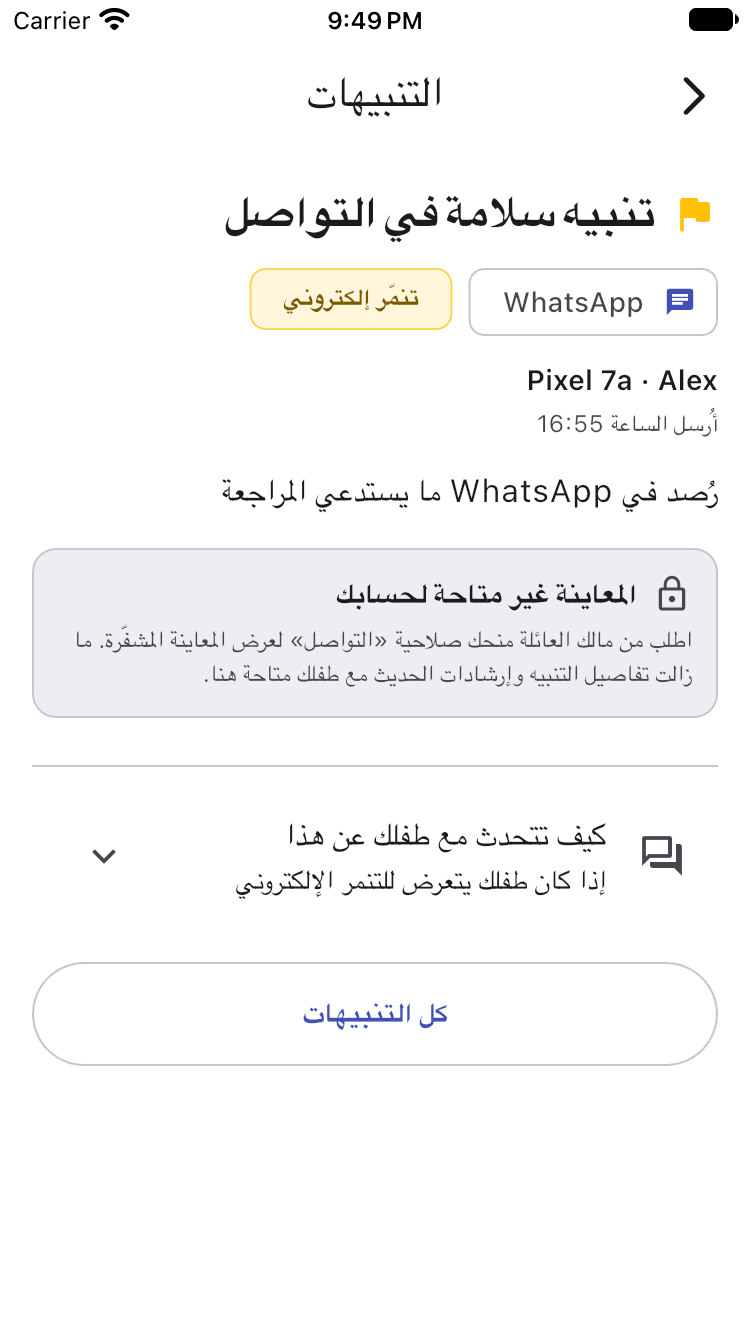 Carrier 9:49 PM
التنبيهات
تنبيه سلامة في التواصل
WhatsApp
تنمّر إلكتروني
Pixel 7a · Alex
أُرسل الساعة 16:55
رُصد في WhatsApp ما يستدعي المراجعة
المعاينة غير متاحة لحسابك
اطلب من مالك العائلة منحك صلاحية «التواصل» لعرض المعاينة المشفّرة. ما
زالت تفاصيل التنبيه وإرشادات الحديث مع طفلك متاحة هنا.
كيف تتحدث مع طفلك عن هذا
إذا كان طفلك يتعرض للتنمر الإلكتروني
كل التنبيهات